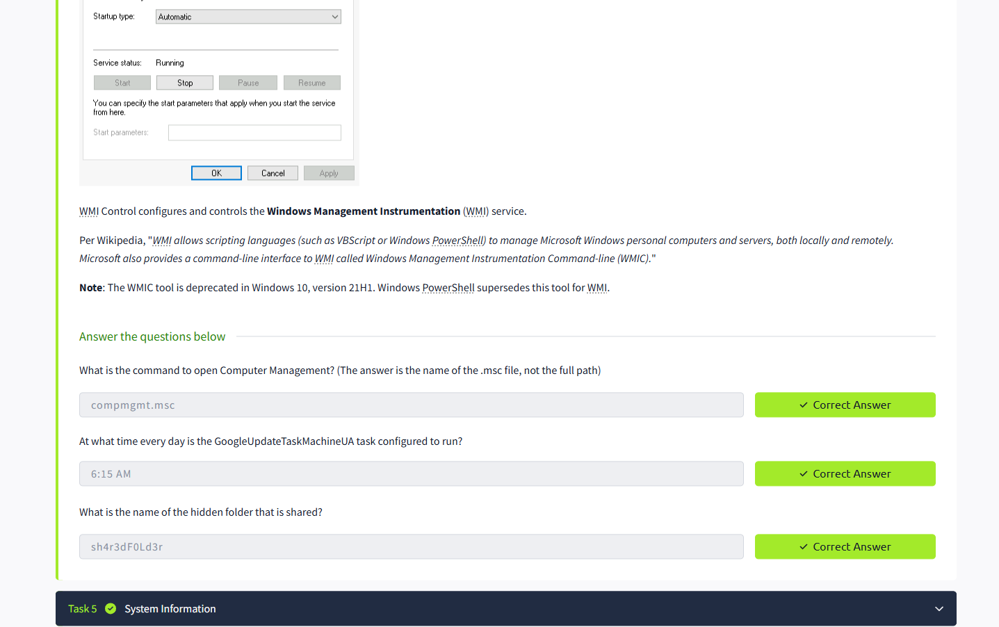 Startup type:
Automatic
Service status:
Running
Start
Stop
Pause
Resume
You can specify the start parameters that apply when you start the service
from here.
Start parameters:
OK
Cancel
Apply
WMI Control configures and controls the Windows Management Instrumentation (WMI) service.
Per Wikipedia, "WMI allows scripting languages (such as VBScript or Windows PowerShell) to manage Microsoft Windows personal computers and servers, both locally and remotely.
Microsoft also provides a command-line interface to WMI called Windows Management Instrumentation Command-line (WMIC)."
Note: The WMIC tool is deprecated in Windows 10, version 21H1. Windows PowerShell supersedes this tool for WMI.
Answer the questions below
What is the command to open Computer Management? (The answer is the name of the .msc file, not the full path)
compmgmt.msc
Correct Answer
At what time every day is the GoogleUpdateTaskMachineUA task configured to run?
6:15 AM
Correct Answer
What is the name of the hidden folder that is shared?
sh4r3dF0Ld3r
Correct Answer
Task 5
System Information